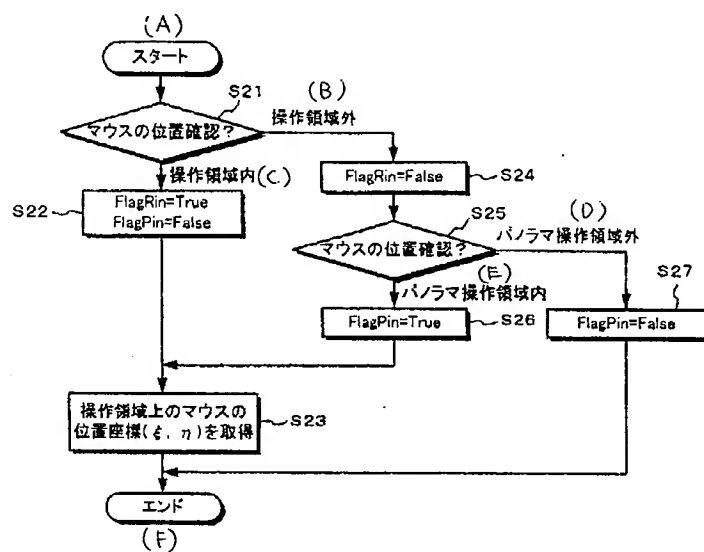 (A)
スタート
S21
(B)
マウスの位置確認?
操作領域外
操作領域内(C)
FlagRin=False
S24
S22
FlagRin=True
FlagPin=False
S25
(D)
マウスの位置確認?
パノラマ操作領域外
(E)
パノラマ操作領域内
S27
FlagPin=True
S26
FlagPin=False
操作領域上のマウスの
位置座標(ξ, η)を取得
S23
エンド
(F)